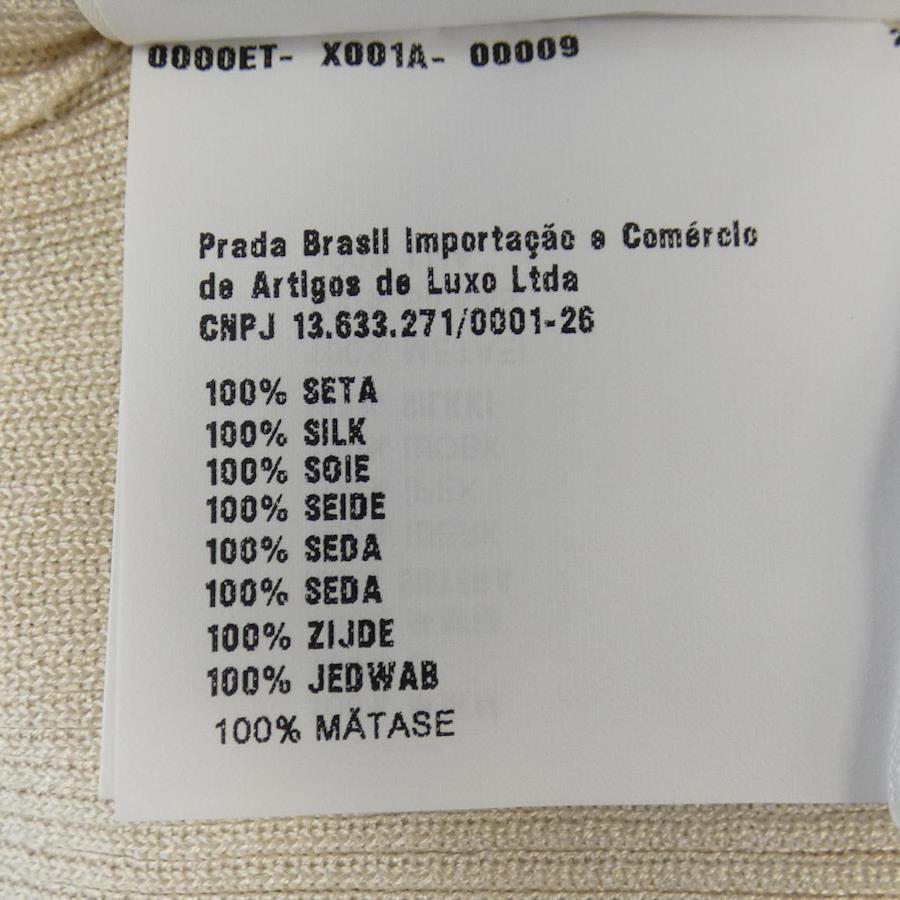 0000ET- X001A- 00009
Prada Brasil Importação e Comércio
de Artigos de Luxo Ltda
CNPJ 13.633.271/0001-26
100% SETA
100% SILK
100% SOIE
100% SEIDE
100% SEDA
100% SEDA
100% ZIJDE
100% JEDWAB
100% MĂTASE